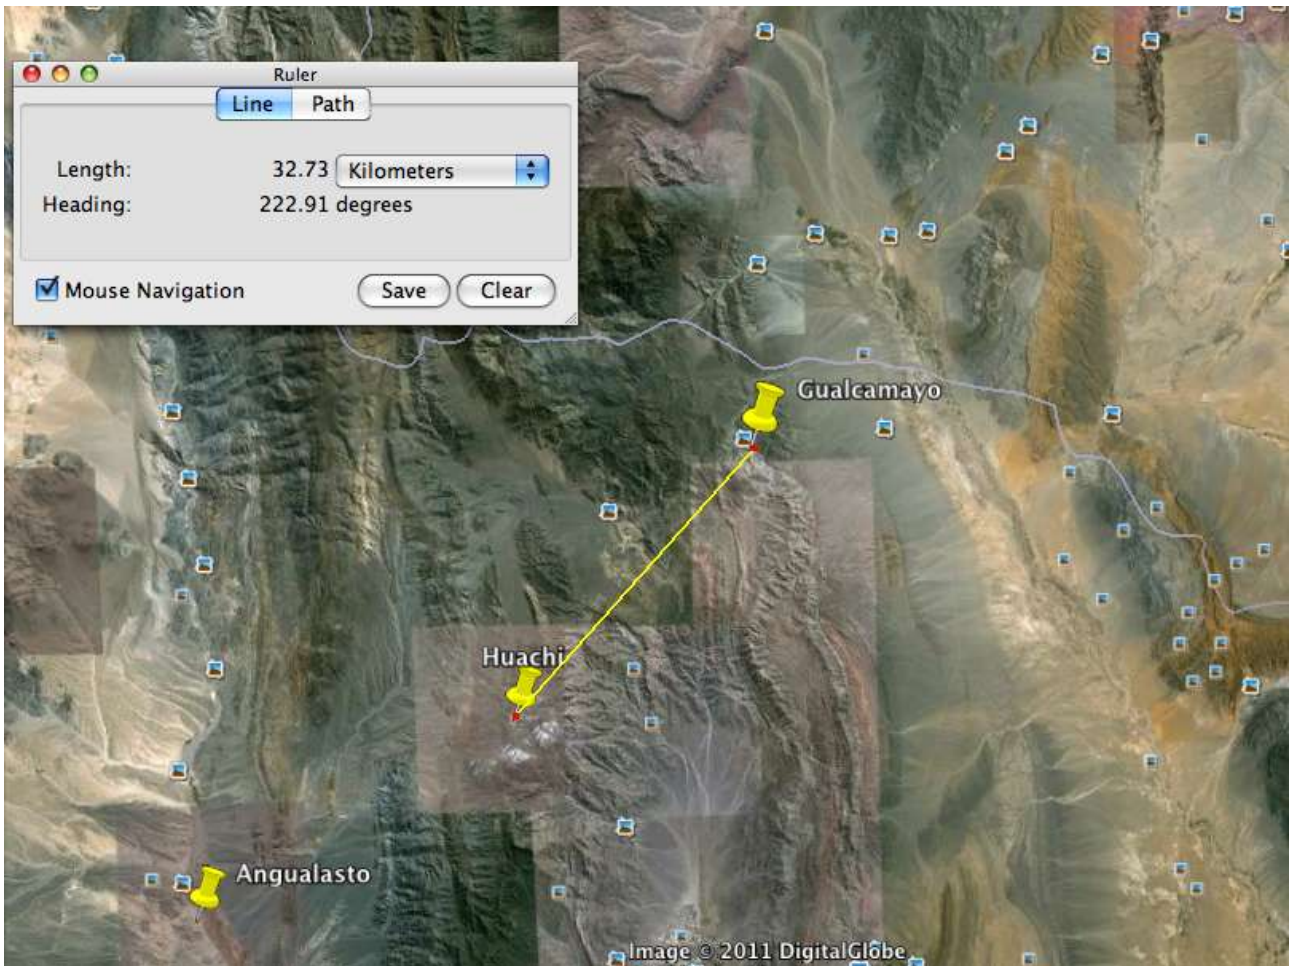 Ruler
Line Path
Length: 32.73 Kilometers
Heading: 222.91 degrees
Mouse Navigation Save Clear
Gualcamayo
Huachi
Angualasto
Image © 2011 DigitalGlobe